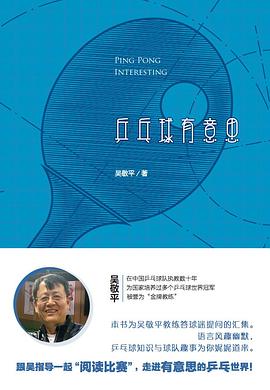 PING PONG
INTERESTING
乒乓球有意思
吴敬平／著
吴敬平
在中国乒乓球队执教数十年
为国家培养过多个乒乓球世界冠军
被誉为“金牌教练”
本书为吴敬平教练答球迷提问的汇集。
语言风趣幽默，
乒乓球知识与球队趣事为你娓娓道来。
跟吴指导一起“阅读比赛”，走进有意思的乒乓世界！